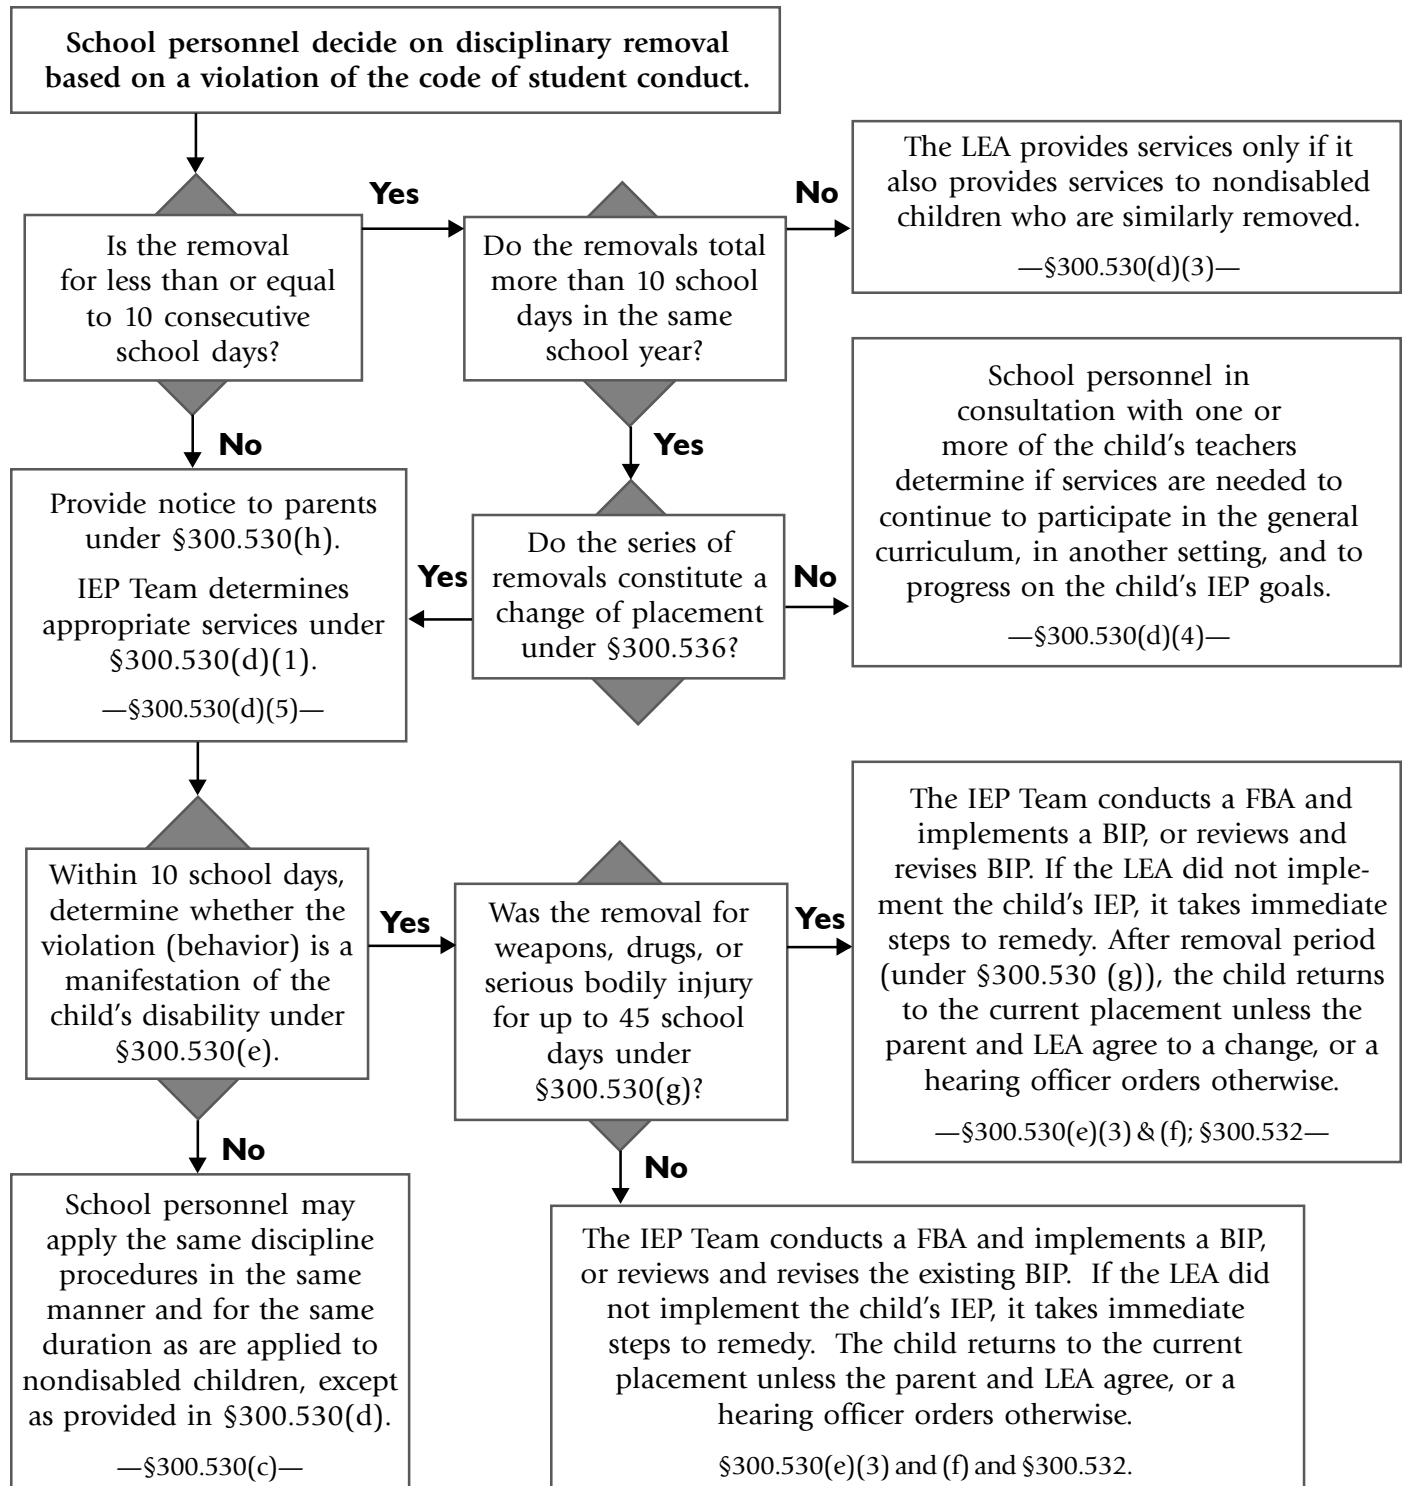 School personnel decide on disciplinary removal
based on a violation of the code of student conduct.
Yes
No
The LEA provides services only if it
also provides services to nondisabled
children who are similarly removed.
—§300.530(d)(3)—
Is the removal
for less than or equal
to 10 consecutive
school days?
Do the removals total
more than 10 school
days in the same
school year?
No
Yes
School personnel in
consultation with one or
more of the child's teachers
determine if services are needed to
continue to participate in the general
curriculum, in another setting, and to
progress on the child's IEP goals.
—§300.530(d)(4)—
Provide notice to parents
under §300.530(h).
IEP Team determines
appropriate services under
§300.530(d)(1).
—§300.530(d)(5)—
Yes
Do the series of
removals constitute a
change of placement
under §300.536?
No
Within 10 school days,
determine whether the
violation (behavior) is a
manifestation of the
child's disability under
§300.530(e).
Yes
Was the removal for
weapons, drugs, or
serious bodily injury
for up to 45 school
days under
§300.530(g)?
Yes
The IEP Team conducts a FBA and
implements a BIP, or reviews and
revises BIP. If the LEA did not imple-
ment the child's IEP, it takes immediate
steps to remedy. After removal period
(under §300.530 (g)), the child returns
to the current placement unless the
parent and LEA agree to a change, or a
hearing officer orders otherwise.
—§300.530(e)(3) & (f); §300.532—
No
No
School personnel may
apply the same discipline
procedures in the same
manner and for the same
duration as are applied to
nondisabled children, except
as provided in §300.530(d).
—§300.530(c)—
The IEP Team conducts a FBA and implements a BIP,
or reviews and revises the existing BIP. If the LEA did
not implement the child's IEP, it takes immediate
steps to remedy. The child returns to the current
placement unless the parent and LEA agree, or a
hearing officer orders otherwise.
§300.530(e)(3) and (f) and §300.532.